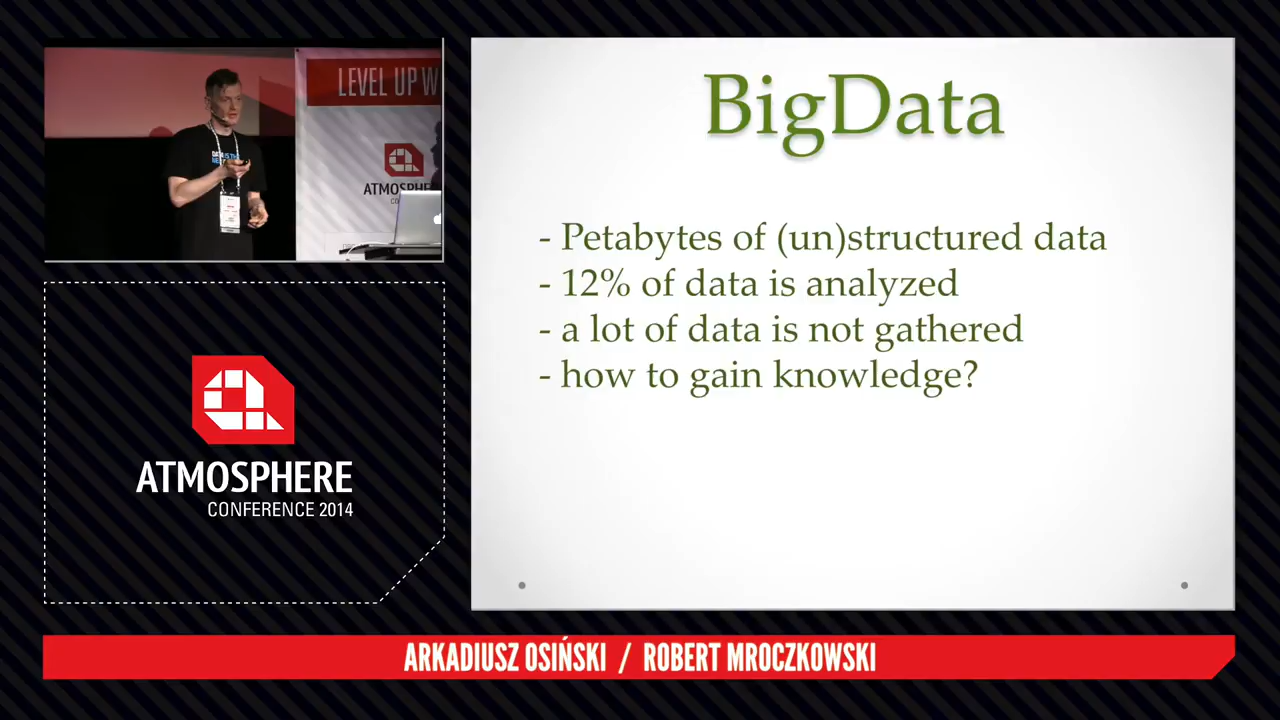 LEVEL UP W
ATMOSPHE
BigData
- Petabytes of (un)structured data
- 12% of data is analyzed
- a lot of data is not gathered
- how to gain knowledge?
ATMOSPHERE
CONFERENCE 2014
ARKADIUSZ OSIŃSKI / ROBERT MROCZKOWSKI